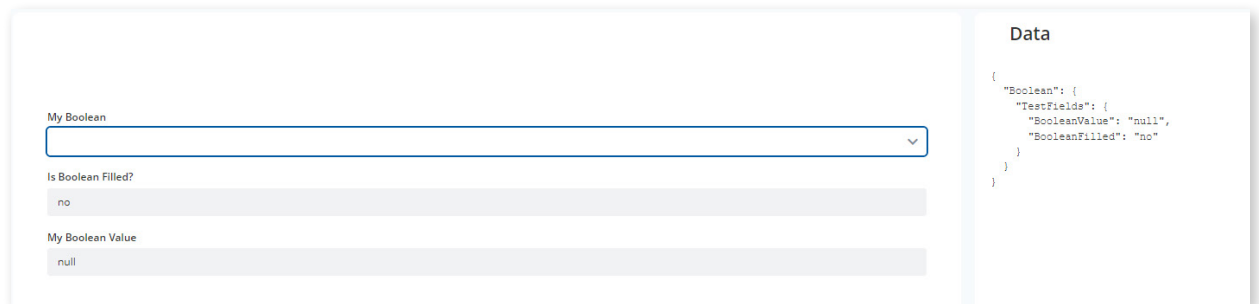 My Boolean
Is Boolean Filled?
no
My Boolean Value
null
Data
{
"Boolean": {
"TestFields": {
"BooleanValue": "null",
"BooleanFilled": "no"
}
}
}